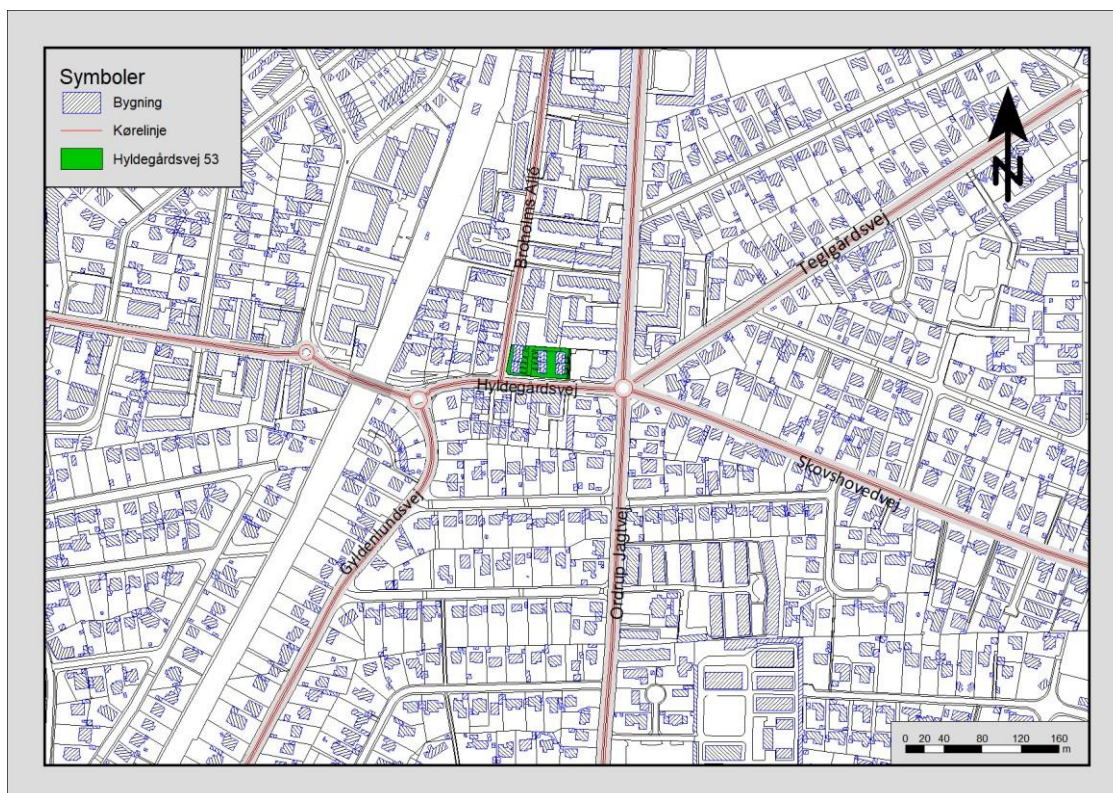 Symboler
Bygning
Kørelinje
Hyldegårdsvej 53
N
Broholms Allé
Teglgårdsvej
Hyldegårdsvej
Skovshovedvej
Gyldenlundsvej
Ordrup Jagtvej
0 20 40 80 120 160
m